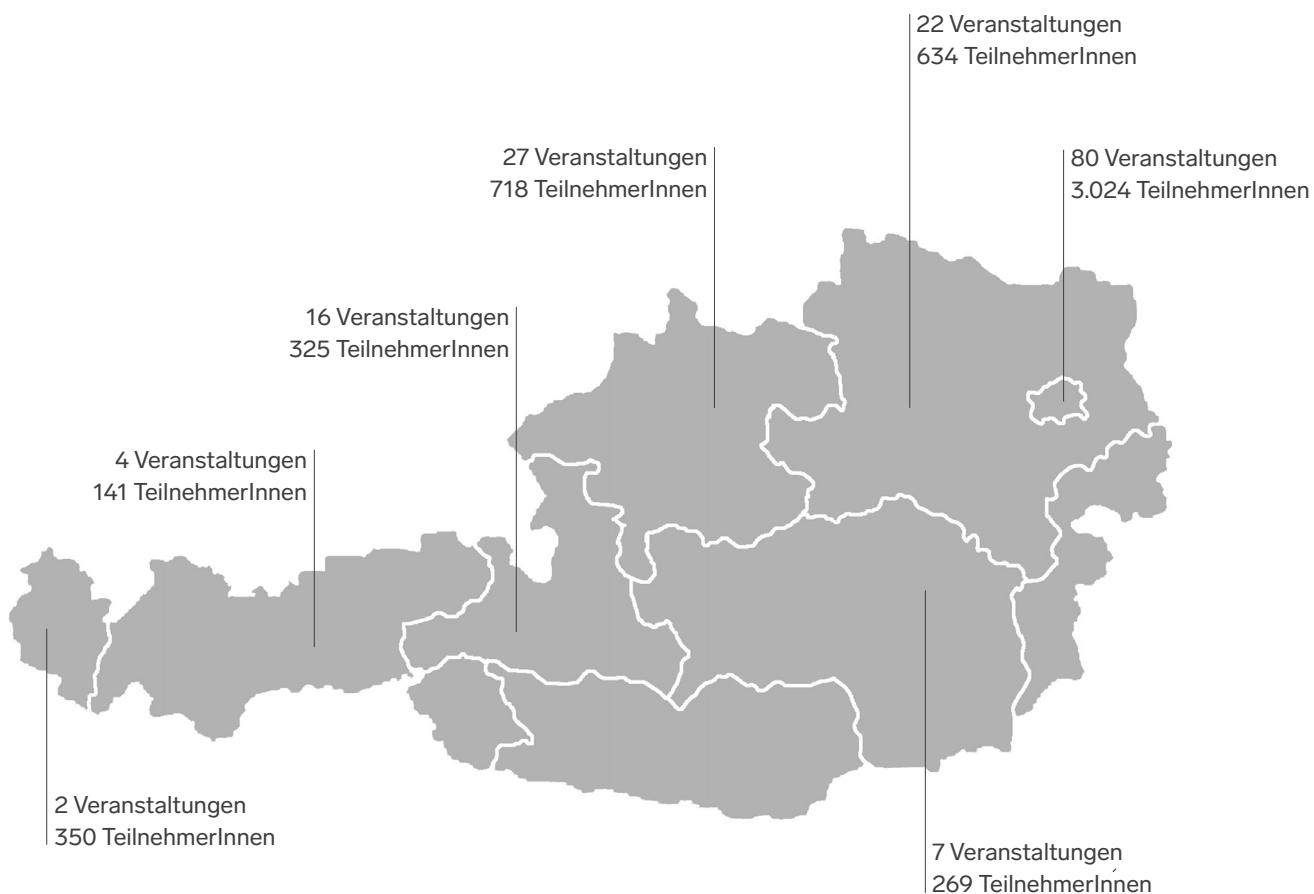 22 Veranstaltungen
634 TeilnehmerInnen
27 Veranstaltungen
718 TeilnehmerInnen
80 Veranstaltungen
3.024 TeilnehmerInnen
16 Veranstaltungen
325 TeilnehmerInnen
4 Veranstaltungen
141 TeilnehmerInnen
2 Veranstaltungen
350 TeilnehmerInnen
7 Veranstaltungen
269 TeilnehmerInnen